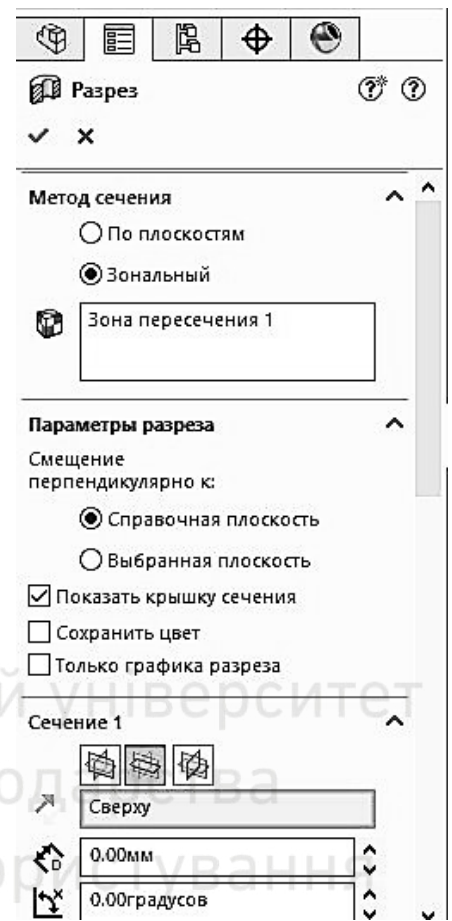 Разрез
Метод сечения
По плоскостям
Зональный
Зона пересечения 1
Параметры разреза
Смещение
перпендикулярно к:
Справочная плоскость
Выбранная плоскость
Показать крышку сечения
Сохранить цвет
Только графика разреза
й університет
Сечение 1
Сверху
0.00мм
0.00градусов